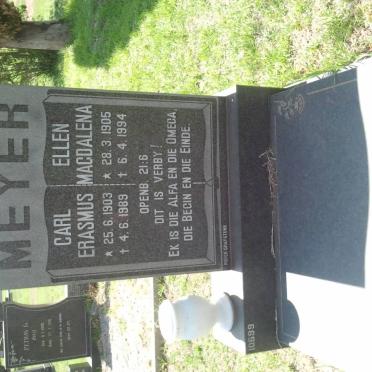 MEYER
CARL ELLEN
ERASMUS MAGDALENA
★ 25.6.1903 ★ 28.3.1905
✝ 4.6.1989 ✝ 6.4.1994
OPENB. 21:6
DIT IS VERBY!
EK IS DIE ALFA EN DIE OMEGA,
DIE BEGIN EN DIE EINDE.
10699